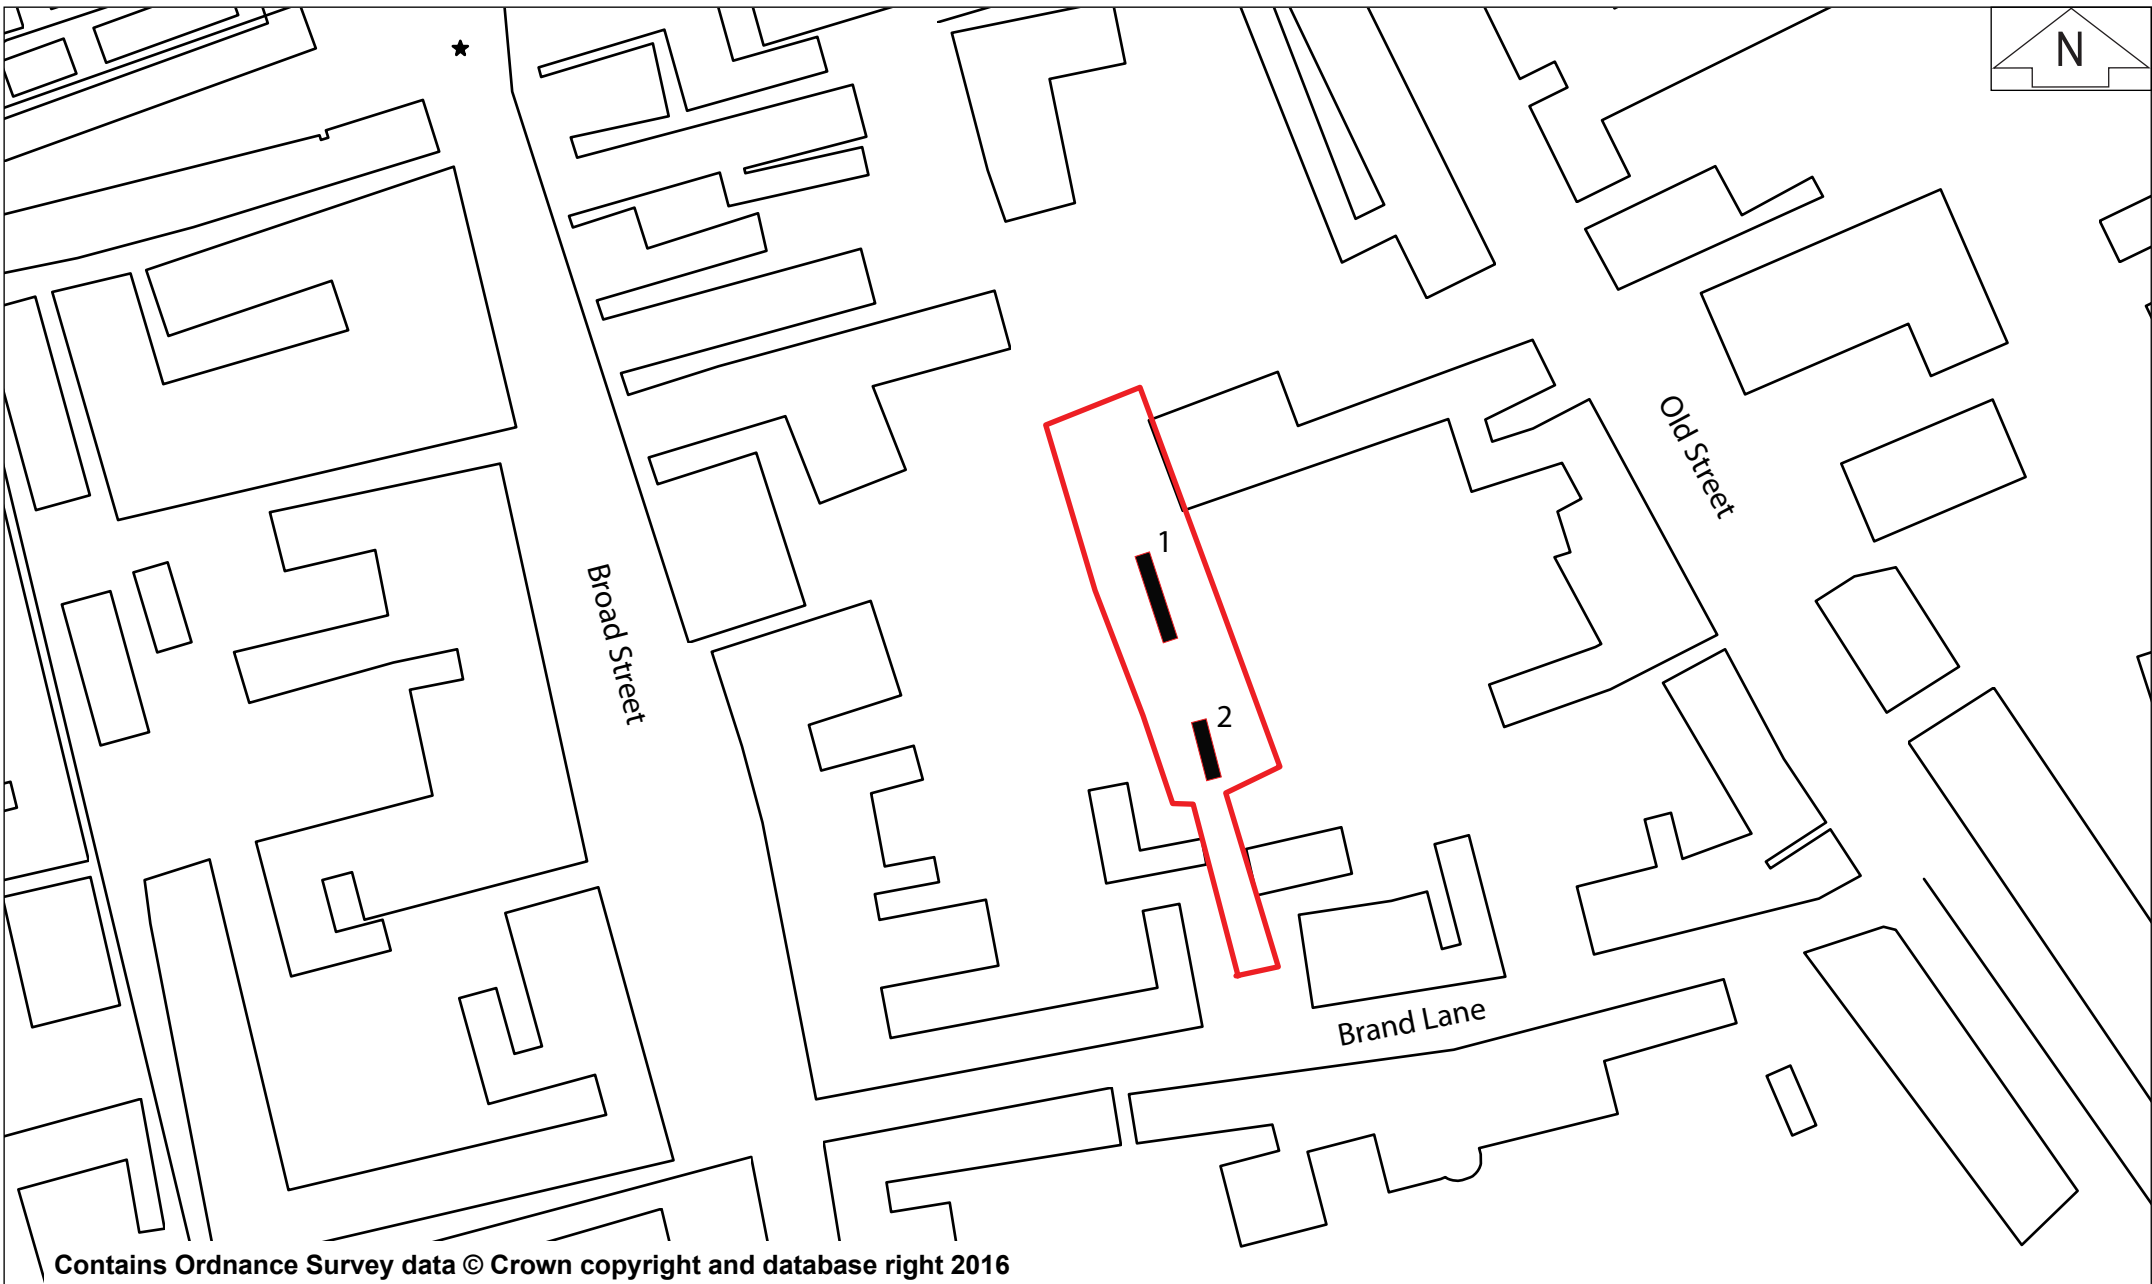 N
Old Street
1
Broad Street
2
Brand Lane
Contains Ordnance Survey data © Crown copyright and database right 2016